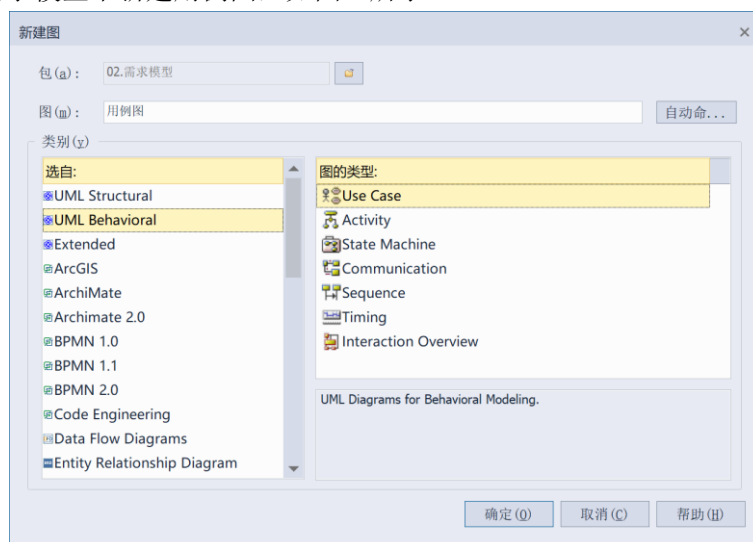 新建图
包(a): 02.需求模型
图(m): 用例图 自动命...
类别(y)
选自:
UML Structural
UML Behavioral
Extended
ArcGIS
ArchiMate
Archimate 2.0
BPMN 1.0
BPMN 1.1
BPMN 2.0
Code Engineering
Data Flow Diagrams
Entity Relationship Diagram
图的类型:
Use Case
Activity
State Machine
Communication
Sequence
Timing
Interaction Overview
UML Diagrams for Behavioral Modeling.
确定(O) 取消(C) 帮助(H)